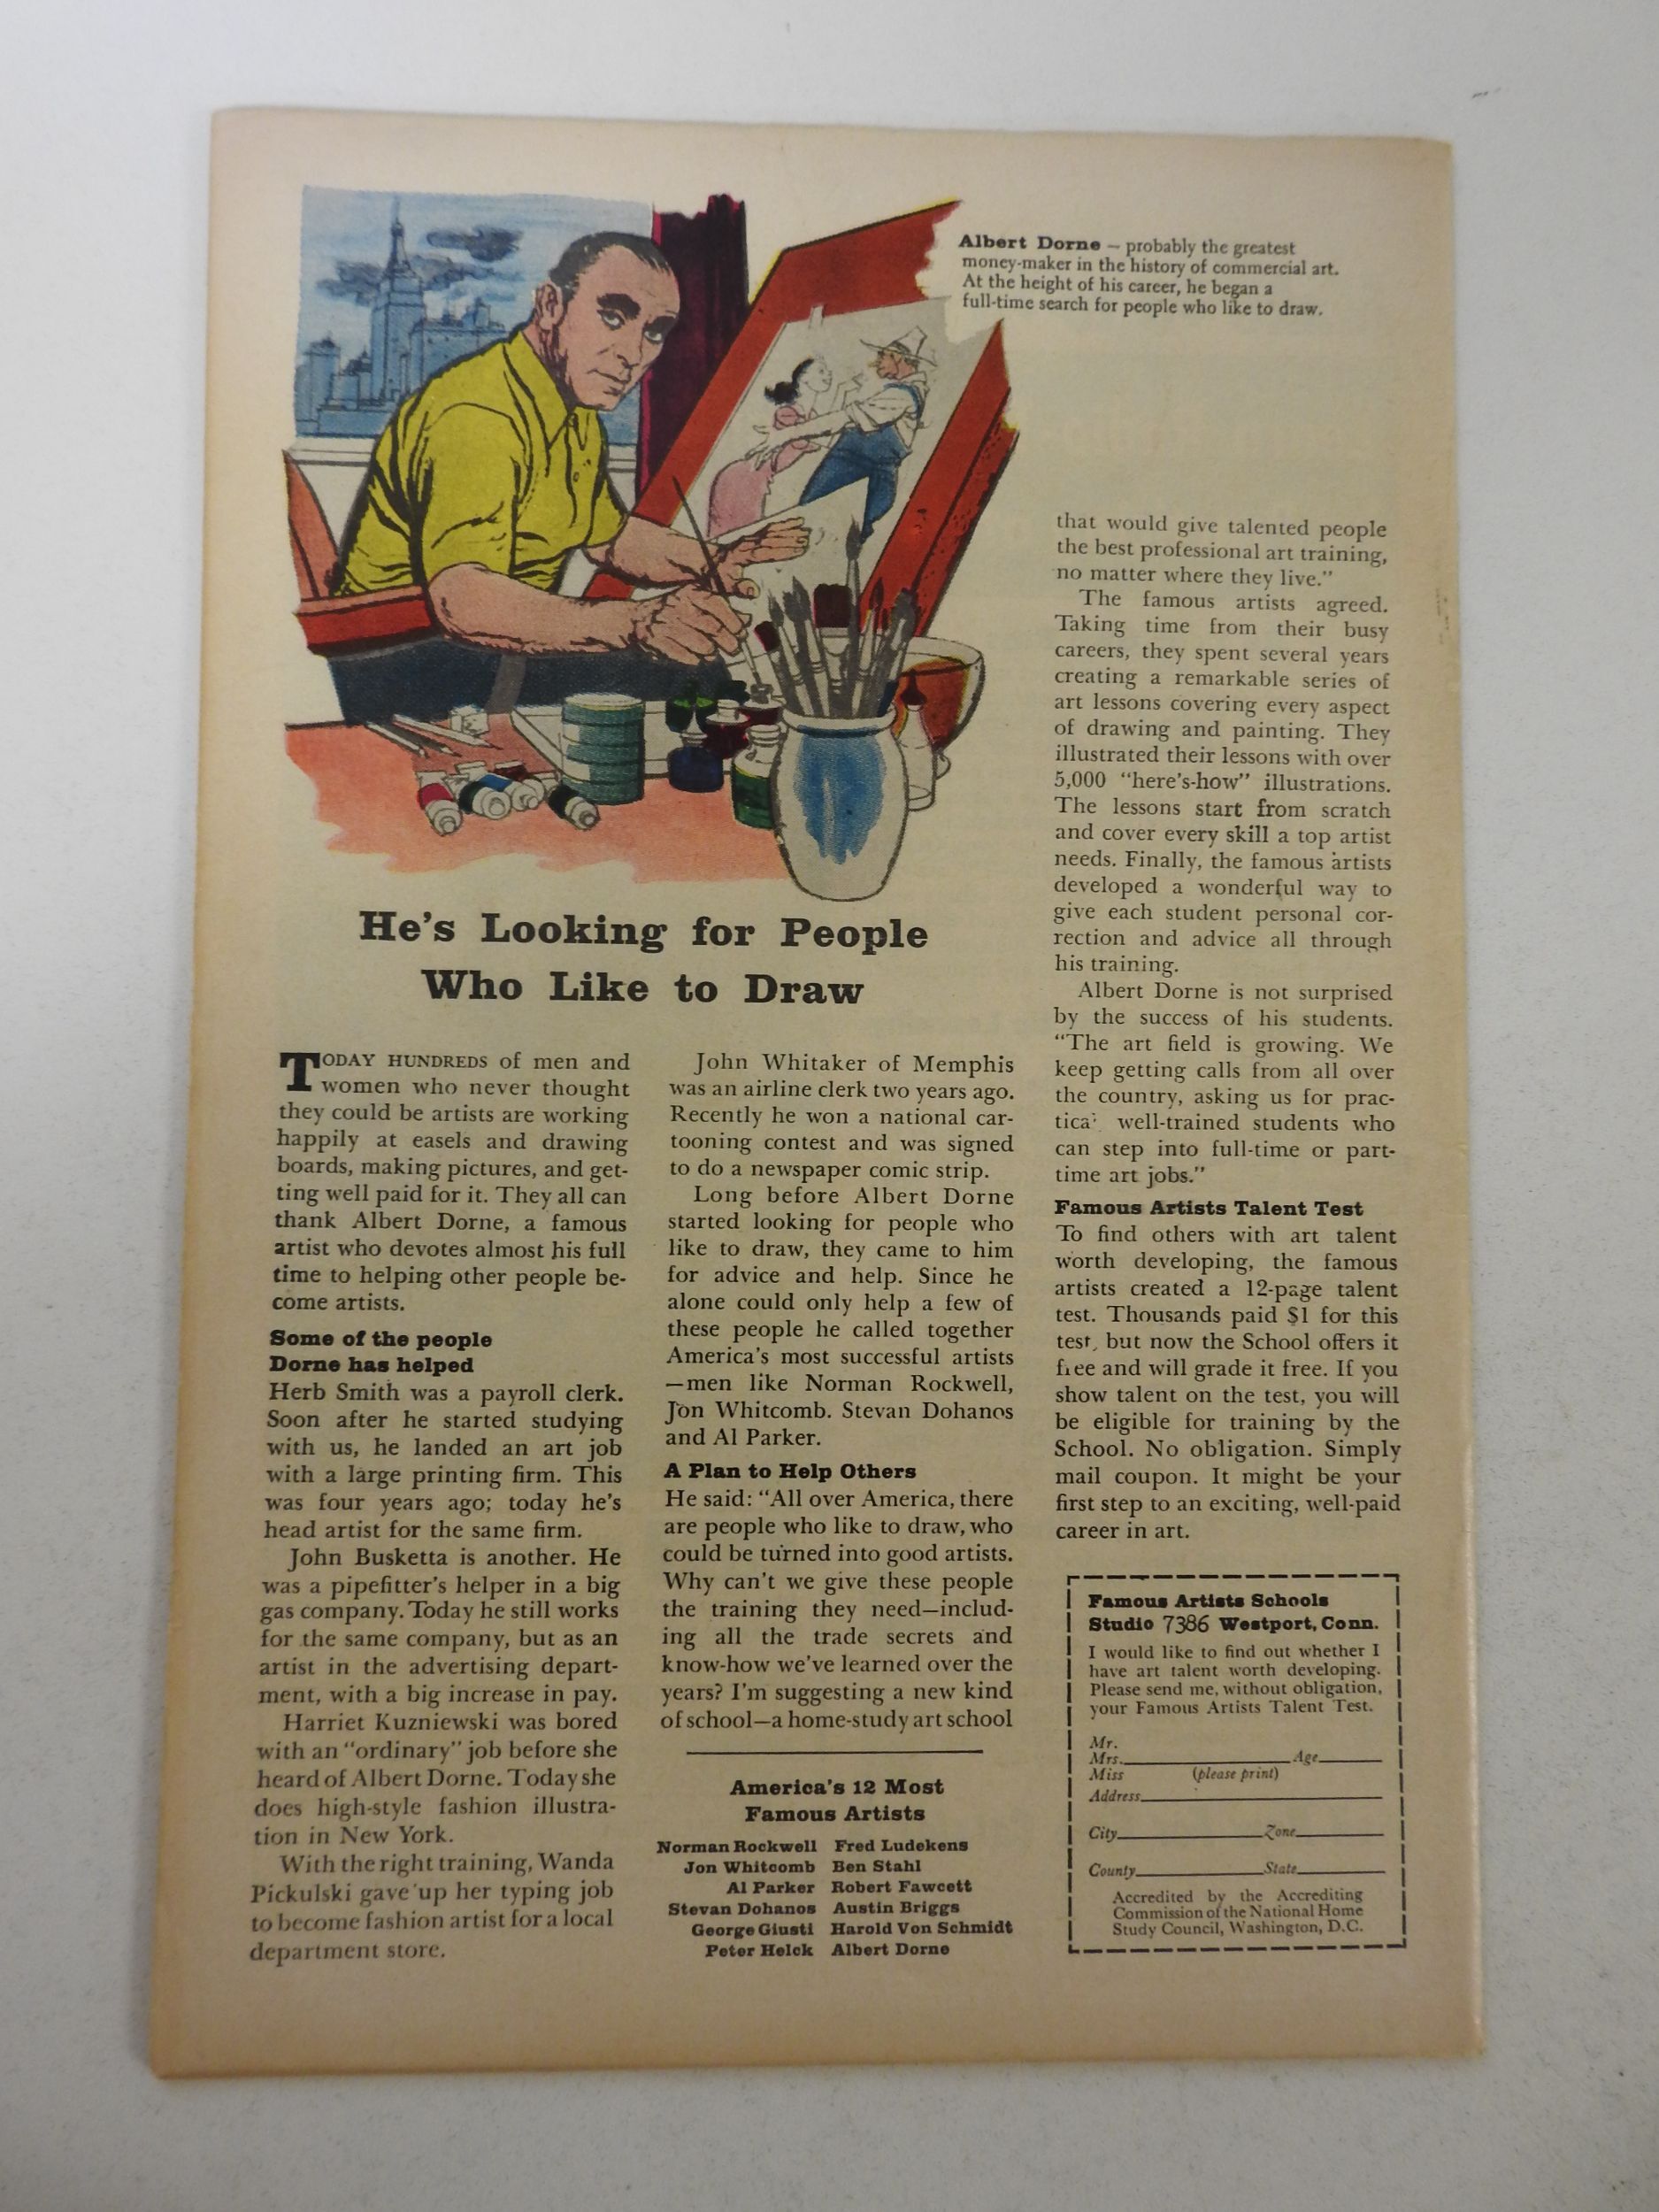 Albert Dorne — probably the greatest
money-maker in the history of commercial art.
At the height of his career, he began a
full-time search for people who like to draw.
He's Looking for People
Who Like to Draw
TODAY HUNDREDS of men and
women who never thought
they could be artists are working
happily at easels and drawing
boards, making pictures, and get-
ting well paid for it. They all can
thank Albert Dorne, a famous
artist who devotes almost his full
time to helping other people be-
come artists.
Some of the people
Dorne has helped
Herb Smith was a payroll clerk.
Soon after he started studying
with us, he landed an art job
with a large printing firm. This
was four years ago; today he's
head artist for the same firm.
John Busketta is another. He
was a pipefitter's helper in a big
gas company. Today he still works
for the same company, but as an
artist in the advertising depart-
ment, with a big increase in pay.
Harriet Kuzniewski was bored
with an "ordinary" job before she
heard of Albert Dorne. Today she
does high-style fashion illustra-
tion in New York.
With the right training, Wanda
Pickulski gave up her typing job
to become fashion artist for a local
department store.
John Whitaker of Memphis
was an airline clerk two years ago.
Recently he won a national car-
tooning contest and was signed
to do a newspaper comic strip.
Long before Albert Dorne
started looking for people who
like to draw, they came to him
for advice and help. Since he
alone could only help a few of
these people he called together
America's most successful artists
—men like Norman Rockwell,
Jon Whitcomb. Stevan Dohanos
and Al Parker.
A Plan to Help Others
He said: "All over America, there
are people who like to draw, who
could be turned into good artists.
Why can't we give these people
the training they need—includ-
ing all the trade secrets and
know-how we've learned over the
years? I'm suggesting a new kind
of school—a home-study art school
America's 12 Most
Famous Artists
Norman Rockwell Fred Ludekens
Jon Whitcomb Ben Stahl
Al Parker Robert Fawcett
Stevan Dohanos Austin Briggs
George Giusti Harold Von Schmidt
Peter Helck Albert Dorne
that would give talented people
the best professional art training,
no matter where they live."
The famous artists agreed.
Taking time from their busy
careers, they spent several years
creating a remarkable series of
art lessons covering every aspect
of drawing and painting. They
illustrated their lessons with over
5,000 "here's-how" illustrations.
The lessons start from scratch
and cover every skill a top artist
needs. Finally, the famous artists
developed a wonderful way to
give each student personal cor-
rection and advice all through
his training.
Albert Dorne is not surprised
by the success of his students.
"The art field is growing. We
keep getting calls from all over
the country, asking us for prac-
tical well-trained students who
can step into full-time or part-
time art jobs."
Famous Artists Talent Test
To find others with art talent
worth developing, the famous
artists created a 12-page talent
test. Thousands paid $1 for this
test, but now the School offers it
free and will grade it free. If you
show talent on the test, you will
be eligible for training by the
School. No obligation. Simply
mail coupon. It might be your
first step to an exciting, well-paid
career in art.
Famous Artists Schools
Studio 7386 Westport, Conn.
I would like to find out whether I
have art talent worth developing.
Please send me, without obligation,
your Famous Artists Talent Test.
Mr.
Mrs. Age
Miss (please print)
Address
City Zone
County State
Accredited by the Accrediting
Commission of the National Home
Study Council, Washington, D.C.